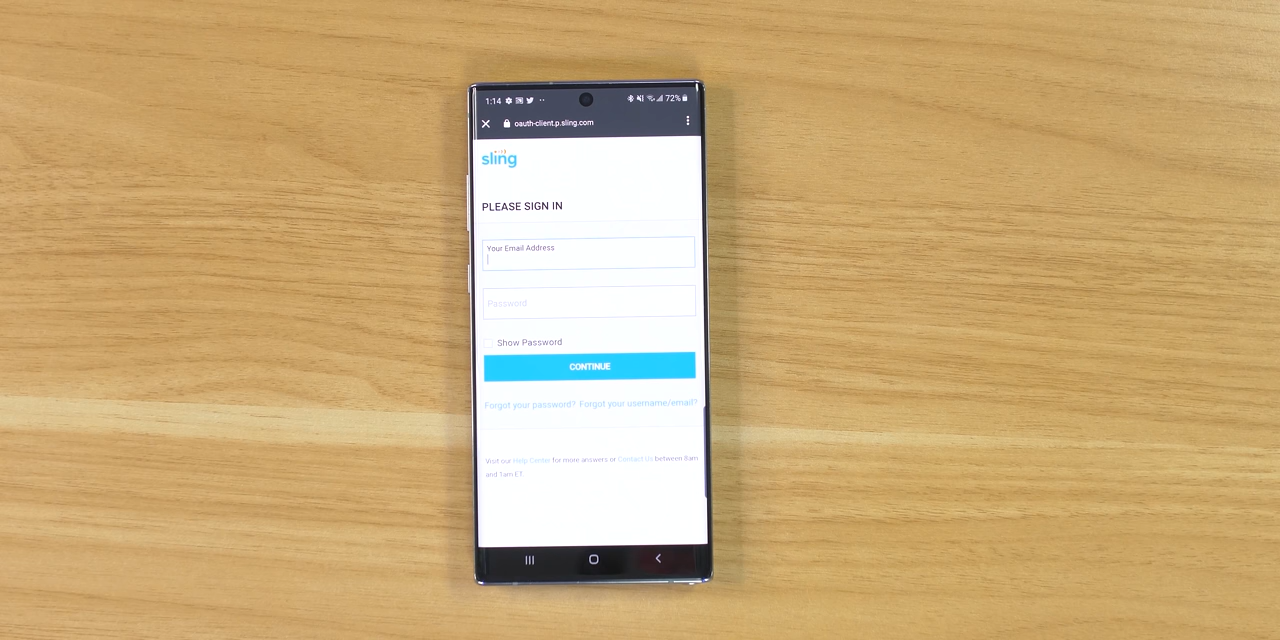 1:14 72%
oauth-client.p.sling.com
sling
PLEASE SIGN IN
Your Email Address
Password
Show Password
CONTINUE
Forgot your password? Forgot your username/email?
Visit our Help Center for more answers or Contact Us between 8am
and 1am ET.